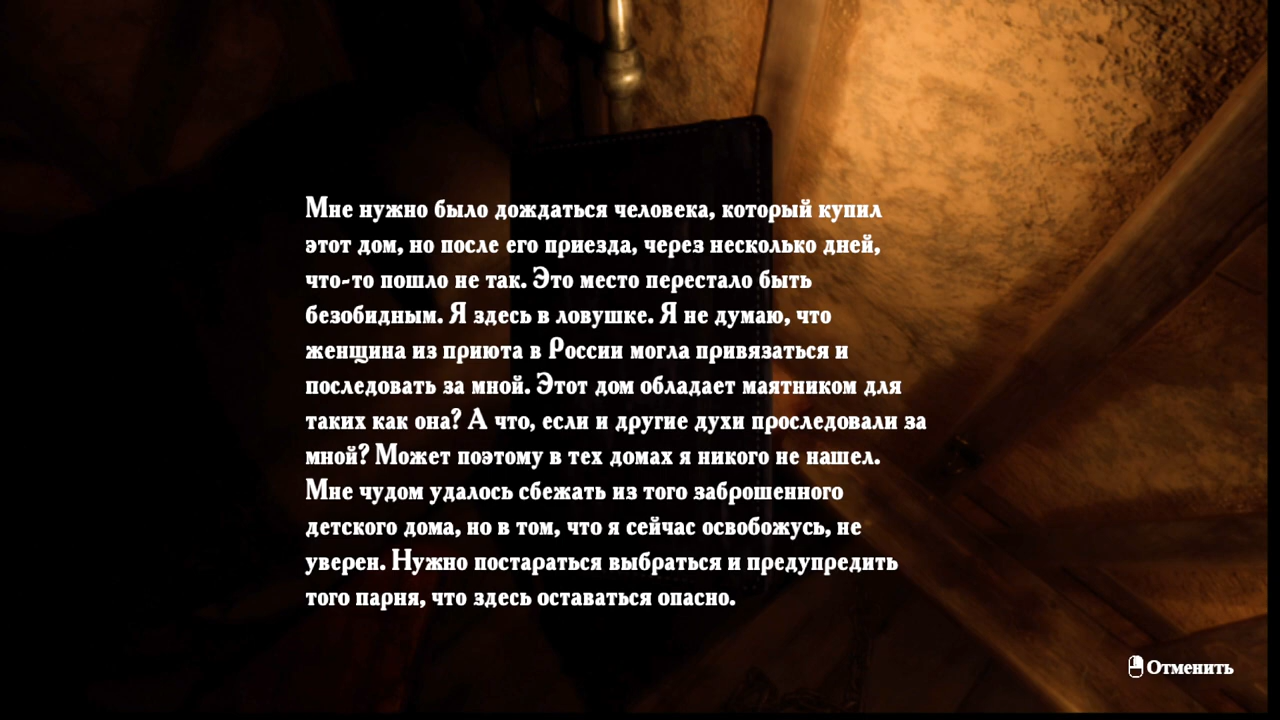 Мне нужно было дождаться человека, который купил
этот дом, но после его приезда, через несколько дней,
что-то пошло не так. Это место перестало быть
безобидным. Я здесь в ловушке. Я не думаю, что
женщина из приюта в России могла привязаться и
последовать за мной. Этот дом обладает маятником для
таких как она? А что, если и другие духи проследовали за
мной? Может поэтому в тех домах я никого не нашел.
Мне чудом удалось сбежать из того заброшенного
детского дома, но в том, что я сейчас освобожусь, не
уверен. Нужно постараться выбраться и предупредить
того парня, что здесь оставаться опасно.
Отменить